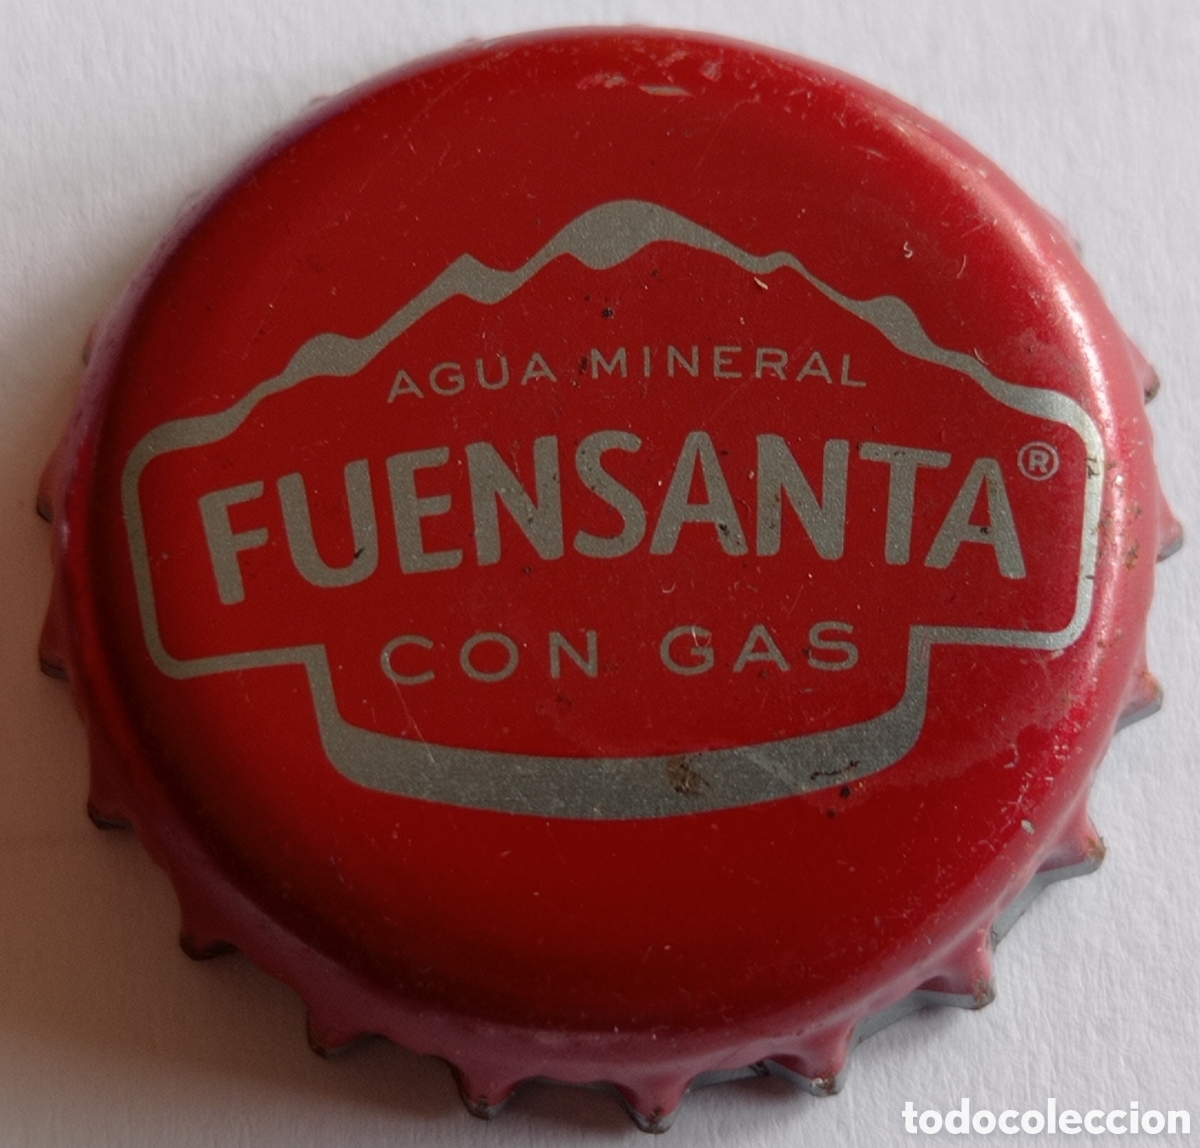 AGUA MINERAL
FUENSANTA®
CON GAS
todocoleccion